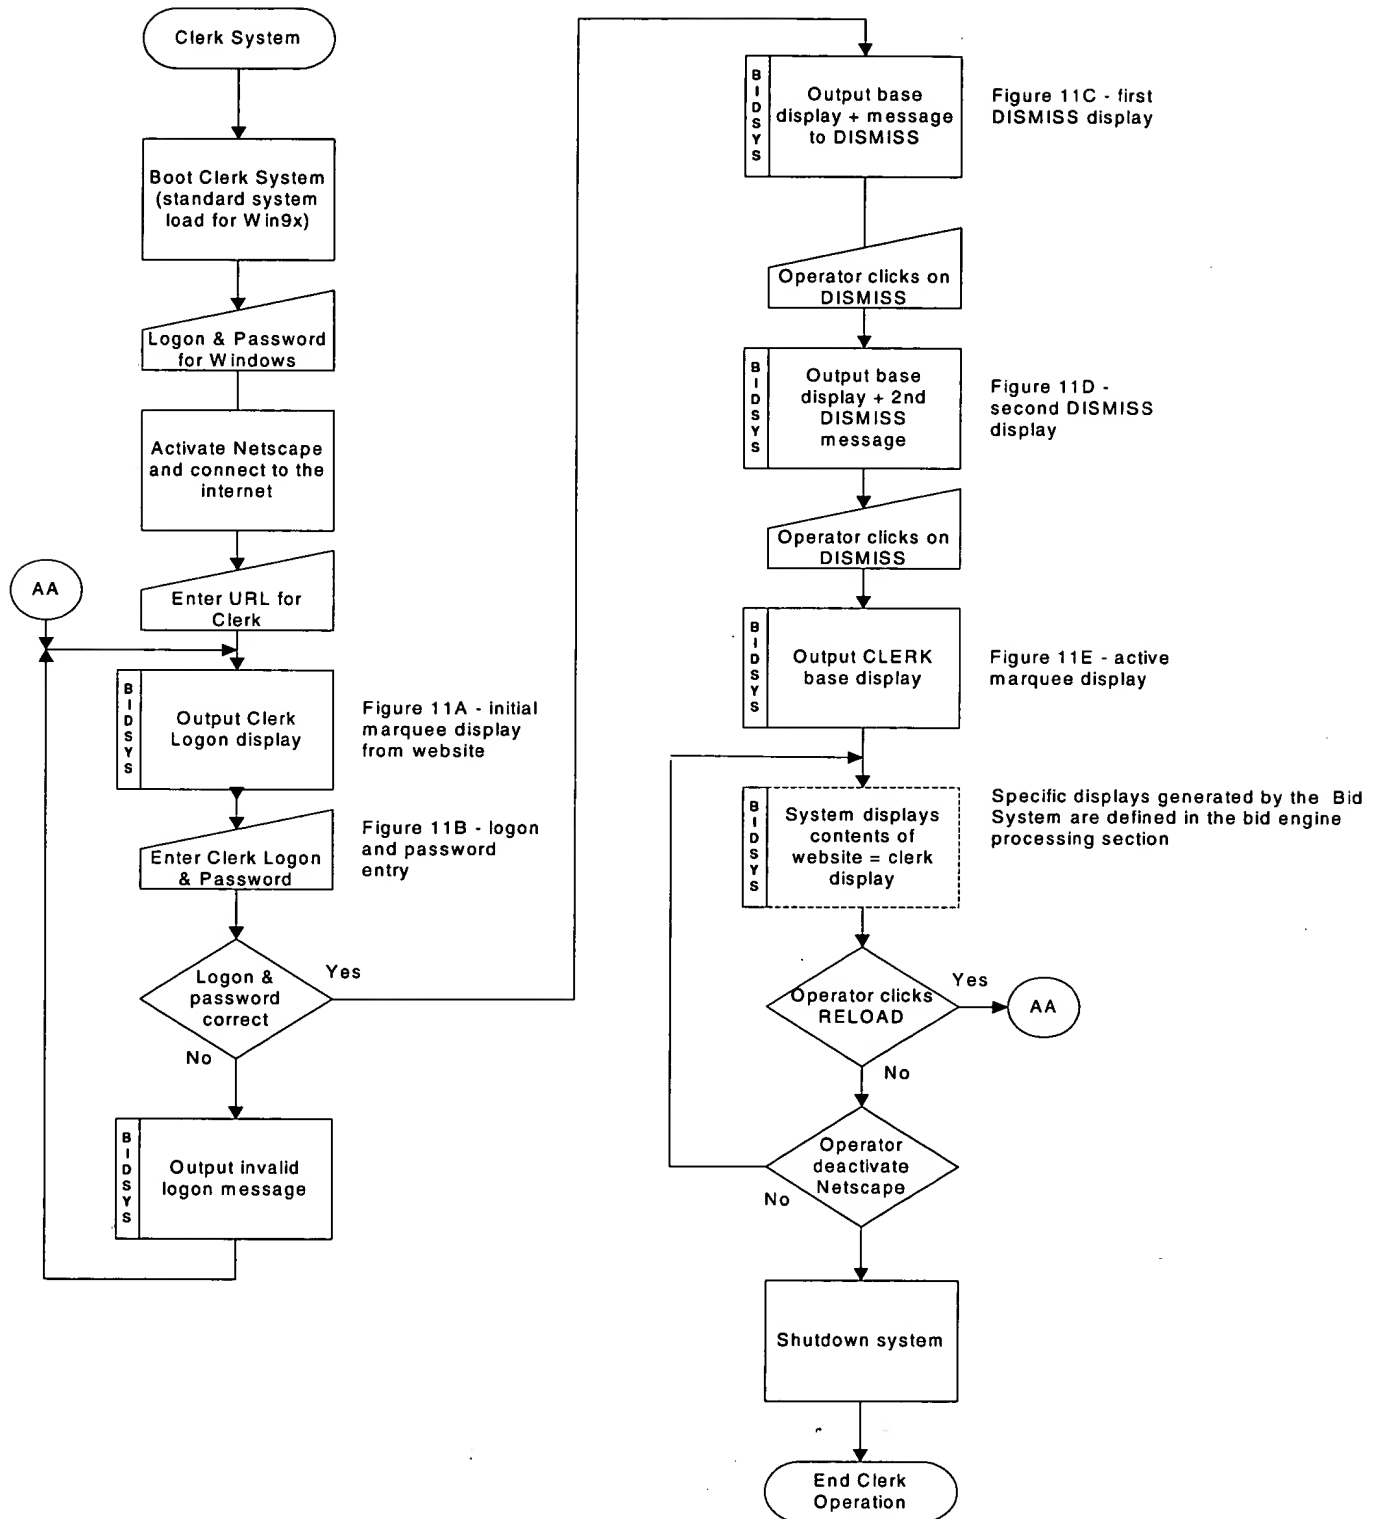 Clerk System
Boot Clerk System
(standard system
load for Win9x)
Logon & Password
for Windows
Activate Netscape
and connect to the
internet
Enter URL for
Clerk
AA
BIDSYS
Output Clerk
Logon display
Figure 11A - initial
marquee display
from website
Enter Clerk Logon
& Password
Figure 11B - logon
and password
entry
Logon &
password
correct
Yes
No
BIDSYS
Output invalid
logon message
BIDSYS
Output base
display + message
to DISMISS
Figure 11C - first
DISMISS display
Operator clicks on
DISMISS
BIDSYS
Output base
display + 2nd
DISMISS
message
Figure 11D -
second DISMISS
display
Operator clicks on
DISMISS
BIDSYS
Output CLERK
base display
Figure 11E - active
marquee display
BIDSYS
System displays
contents of
website = clerk
display
Specific displays generated by the Bid
System are defined in the bid engine
processing section
Operator clicks
RELOAD
Yes
AA
No
Operator
deactivate
Netscape
No
Shutdown system
End Clerk
Operation